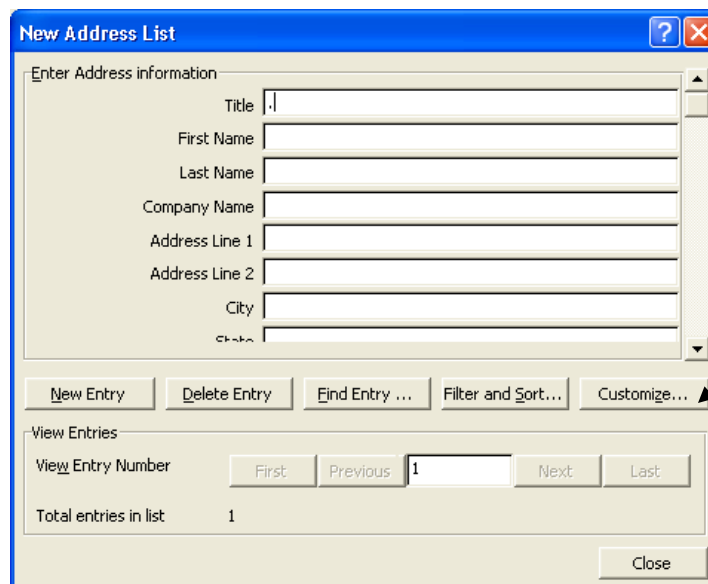 New Address List
Enter Address information
Title .
First Name
Last Name
Company Name
Address Line 1
Address Line 2
City
State
New Entry Delete Entry Find Entry ... Filter and Sort... Customize...
View Entries
View Entry Number First Previous 1 Next Last
Total entries in list 1
Close